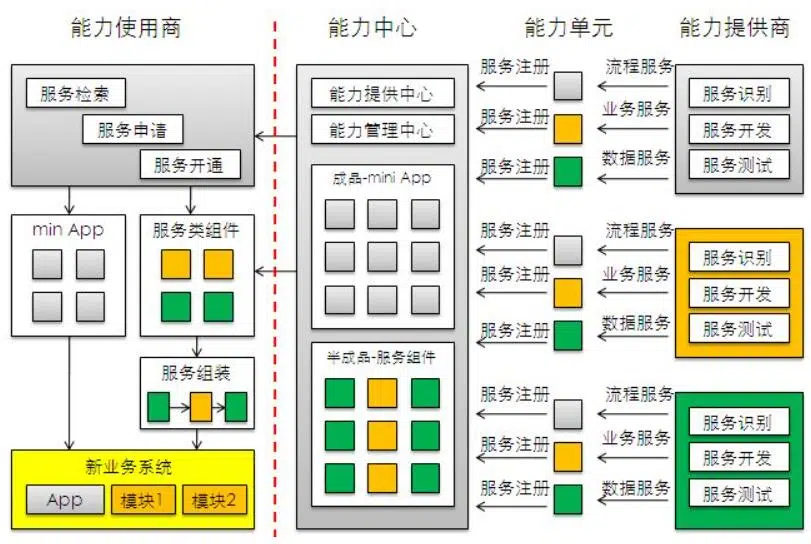 能力使用商
能力中心
能力单元
能力提供商
服务检索
服务申请
服务开通
min App
服务类组件
服务组装
新业务系统
App
模块1
模块2
能力提供中心
能力管理中心
成品-mini App
半成品-服务组件
服务注册
流程服务
服务注册
业务服务
服务注册
数据服务
服务识别
服务开发
服务测试
服务注册
流程服务
服务注册
业务服务
服务注册
数据服务
服务识别
服务开发
服务测试
服务注册
流程服务
服务注册
业务服务
服务注册
数据服务
服务识别
服务开发
服务测试